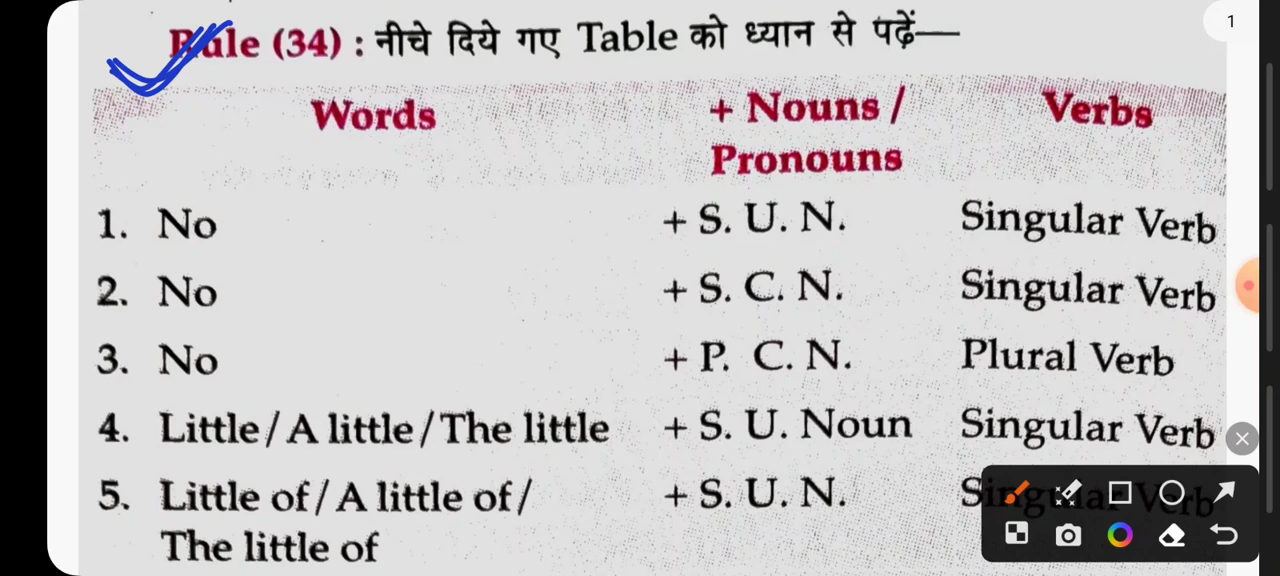 1
Rule (34) : नीचे दिये गए Table को ध्यान से पढ़ें—
Words + Nouns / Verbs
Pronouns
1. No + S. U. N. Singular Verb
2. No + S. C. N. Singular Verb
3. No + P. C. N. Plural Verb
4. Little / A little / The little + S. U. Noun Singular Verb
5. Little of / A little of / + S. U. N. Singular Verb
The little of